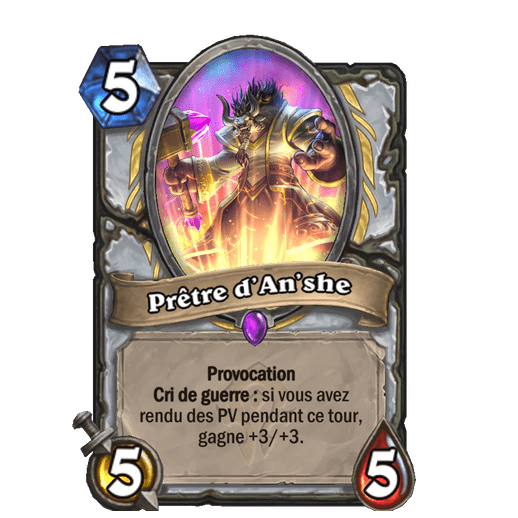 5
Prêtre d'An'she
Provocation
Cri de guerre : si vous avez
rendu des PV pendant ce tour,
gagne +3/+3.
5
5